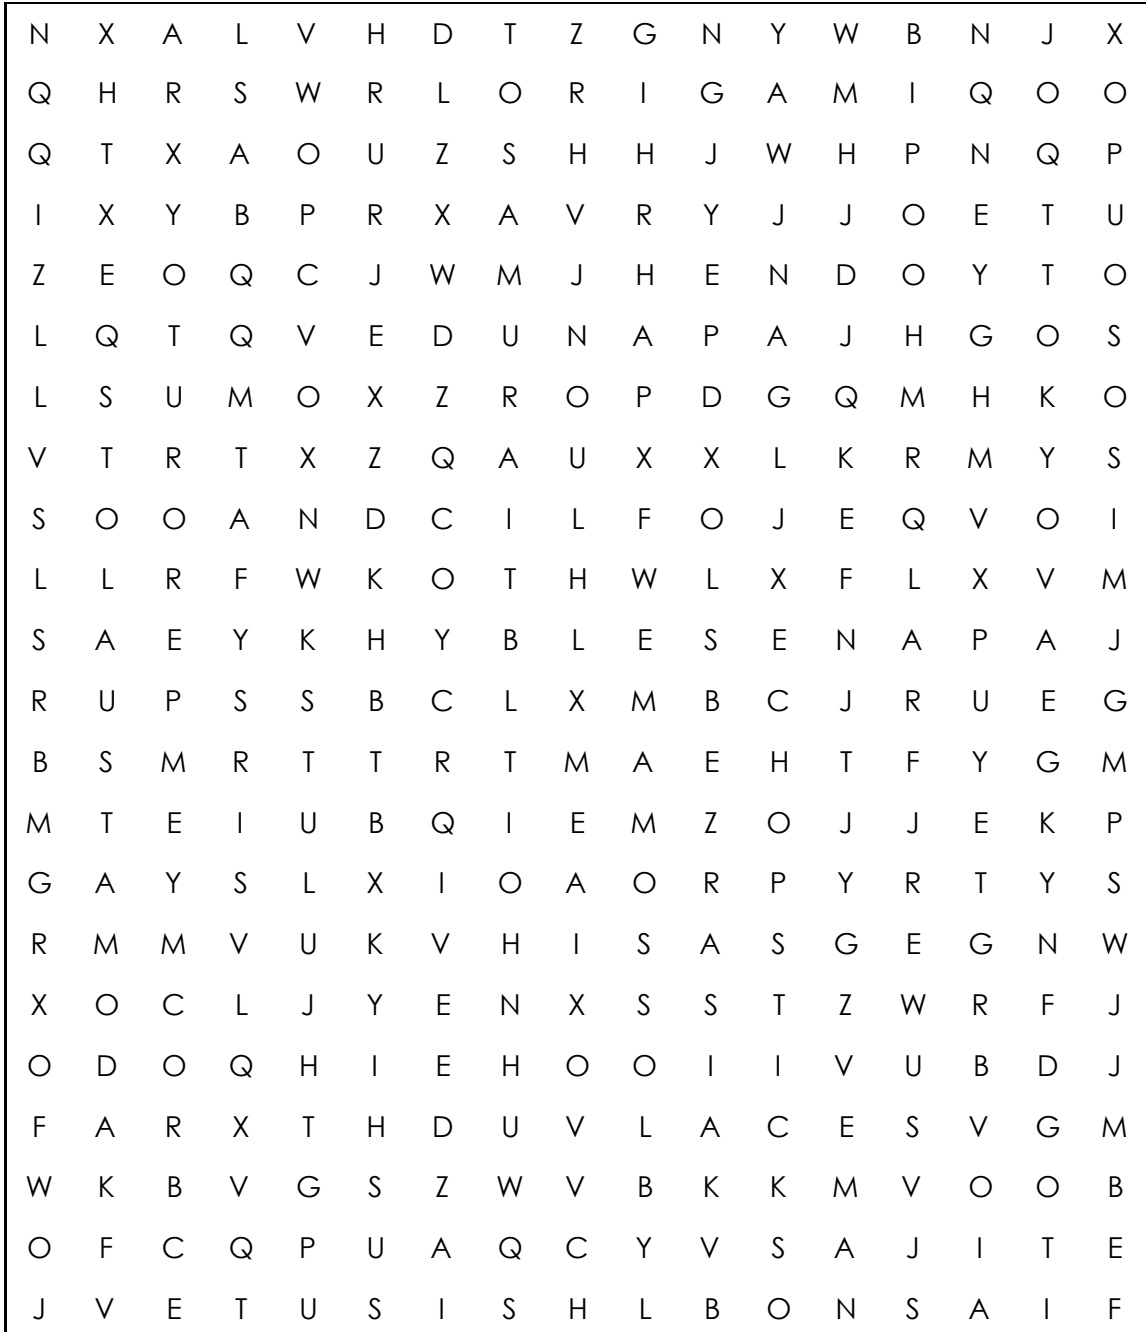 N X A L V H D T Z G N Y W B N J X
Q H R S W R L O R I G A M I Q O O
Q T X A O U Z S H H J W H P N Q P
I X Y B P R X A V R Y J J O E T U
Z E O Q C J W M J H E N D O Y T O
L Q T Q V E D U N A P A J H G O S
L S U M O X Z R O P D G Q M H K O
V T R T X Z Q A U X X L K R M Y S
S O O A N D C I L F O J E Q V O I
L L R F W K O T H W L X F L X V M
S A E Y K H Y B L E S E N A P A J
R U P S S B C L X M B C J R U E G
B S M R T T R T M A E H T F Y G M
M T E I U B Q I E M Z O J J E K P
G A Y S L X I O A O R P Y R T Y S
R M M V U K V H I S A S G E G N W
X O C L J Y E N X S S T Z W R F J
O D O Q H I E H O O I I V U B D J
F A R X T H D U V L A C E S V G M
W K B V G S Z W V B K K M V O O B
O F C Q P U A Q C Y V S A J I T E
J V E T U S I S H L B O N S A I F